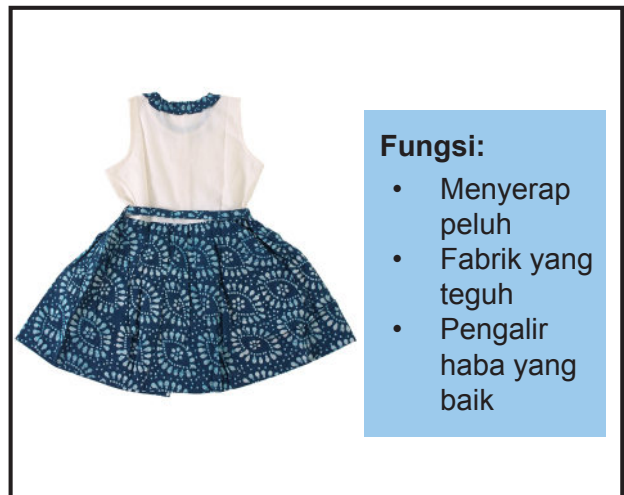 Fungsi:
• Menyerap
peluh
• Fabrik yang
teguh
• Pengalir
haba yang
baik